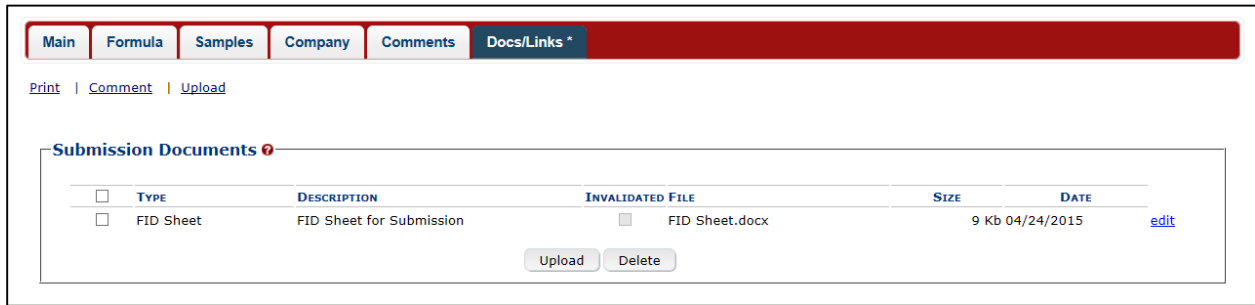 Main Formula Samples Company Comments Docs/Links *
Print | Comment | Upload
Submission Documents ?
Type Description Invalidated File Size Date
FID Sheet FID Sheet for Submission FID Sheet.docx 9 Kb 04/24/2015 edit
Upload Delete